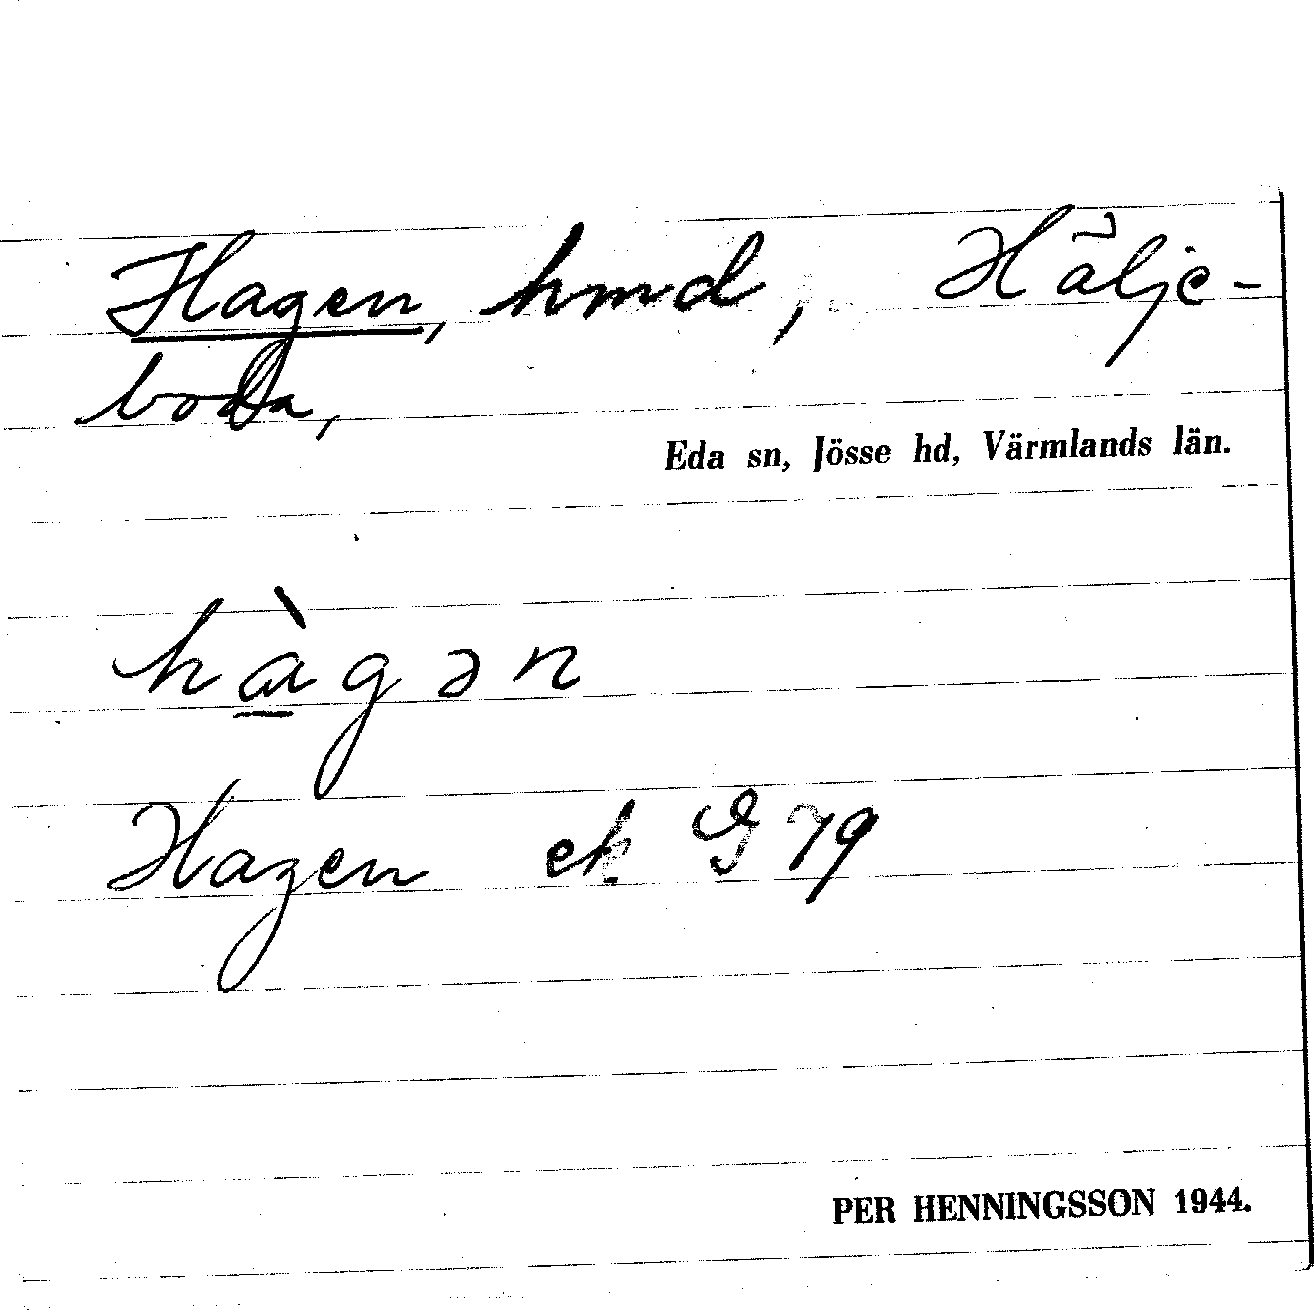 Hagen, hmd, Hälje-
boda,
Eda sn, Jösse hd, Värmlands län.
hàgən
Hagen ek G 79
PER HENNINGSSON 1944.